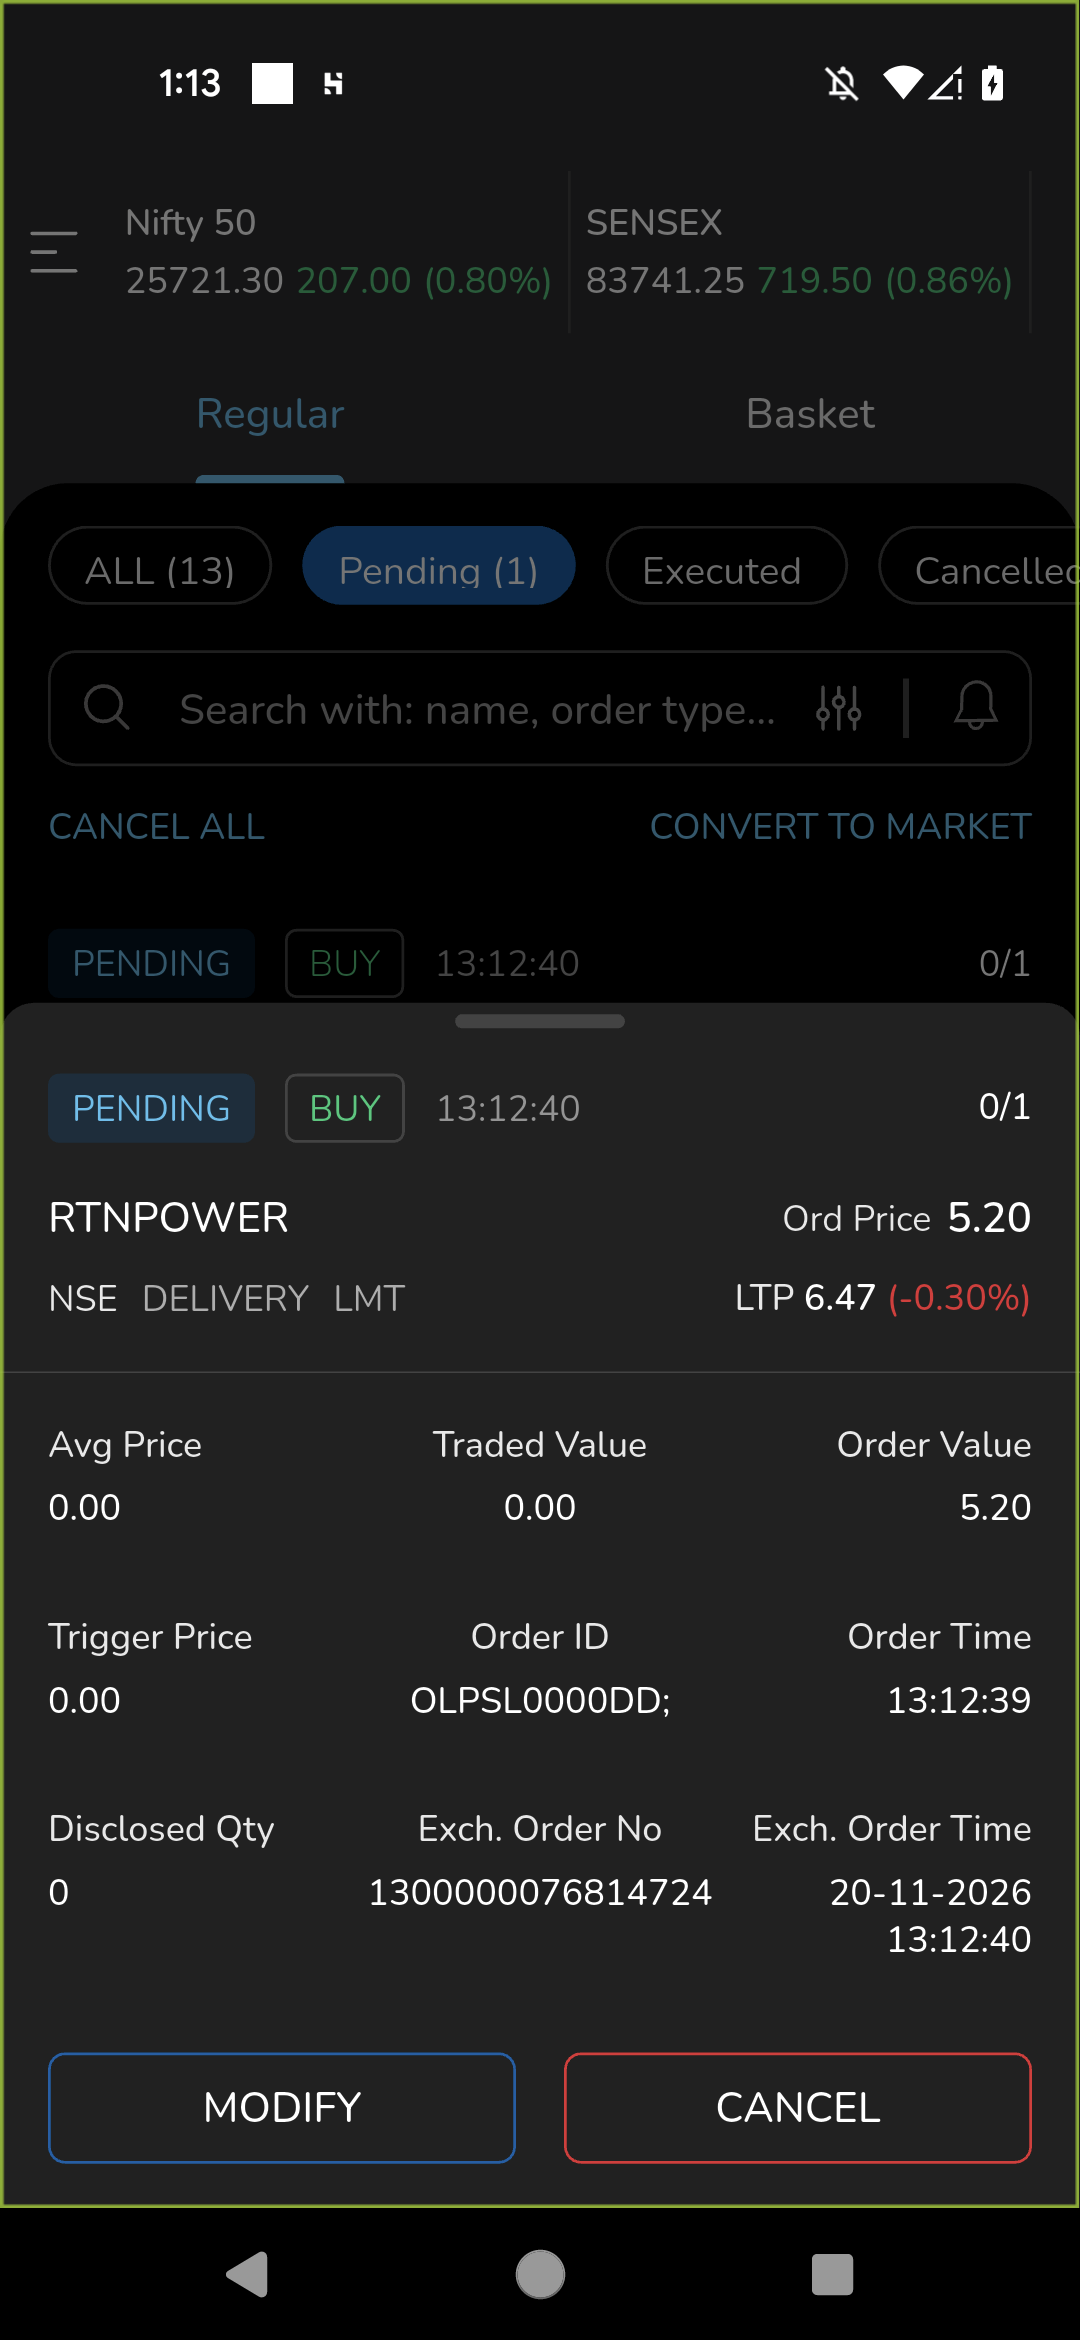 1:13
Nifty 50
25721.30 207.00 (0.80%)
SENSEX
83741.25 719.50 (0.86%)
Regular
Basket
ALL (13)
Pending (1)
Executed
Cancelled
Search with: name, order type...
CANCEL ALL
CONVERT TO MARKET
PENDING BUY 13:12:40 0/1
PENDING BUY 13:12:40 0/1
RTNPOWER Ord Price 5.20
NSE DELIVERY LMT LTP 6.47 (-0.30%)
Avg Price Traded Value Order Value
0.00 0.00 5.20
Trigger Price Order ID Order Time
0.00 OLPSL0000DD; 13:12:39
Disclosed Qty Exch. Order No Exch. Order Time
0 1300000076814724 20-11-2026
13:12:40
MODIFY CANCEL